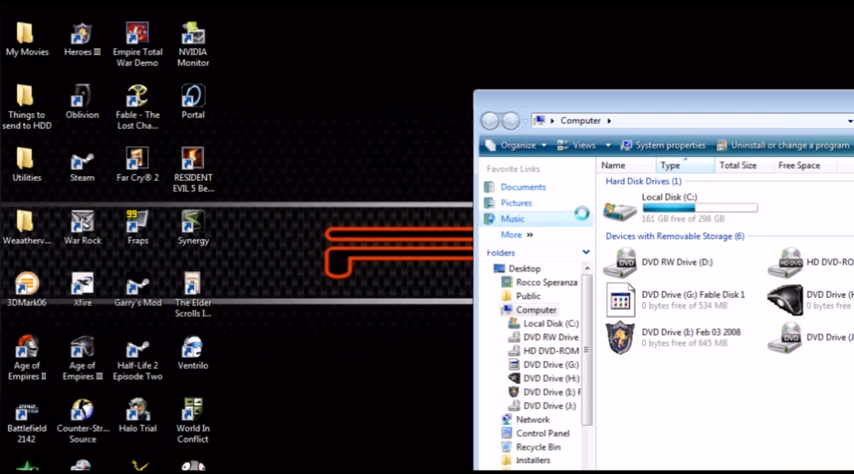 My Movies
Heroes III
Empire Total
War Demo
NVIDIA
Monitor
Things to
send to HDD
Oblivion
Fable - The
Lost Cha...
Portal
Utilities
Steam
Far Cry® 2
RESIDENT
EVIL 5 Be...
Weaatherv...
War Rock
99
Fraps
Synergy
3DMark06
Xfire
Garry's Mod
The Elder
Scrolls I...
Age of
Empires II
Age of
Empires III
Half-Life 2
Episode Two
Ventrilo
Battlefield
2142
Counter-Str...
Source
Halo Trial
World In
Conflict
Computer
Organize
Views
System properties
Uninstall or change a program
Favorite Links
Documents
Pictures
Music
More »
Folders
Desktop
Rocco Speranza
Public
Computer
Local Disk (C:)
DVD RW Drive
HD DVD-ROM
DVD Drive (G:)
DVD Drive (H:)
DVD Drive (I:) F
DVD Drive (J:)
Network
Control Panel
Recycle Bin
Installers
Name Type Total Size Free Space
Hard Disk Drives (1)
Local Disk (C:)
161 GB free of 298 GB
Devices with Removable Storage (6)
DVD RW Drive (D:)
HD DVD-RO
DVD Drive (G:) Fable Disk 1
0 bytes free of 534 MB
DVD Drive (H
0 bytes free
DVD Drive (I:) Feb 03 2008
0 bytes free of 645 MB
DVD Drive (J